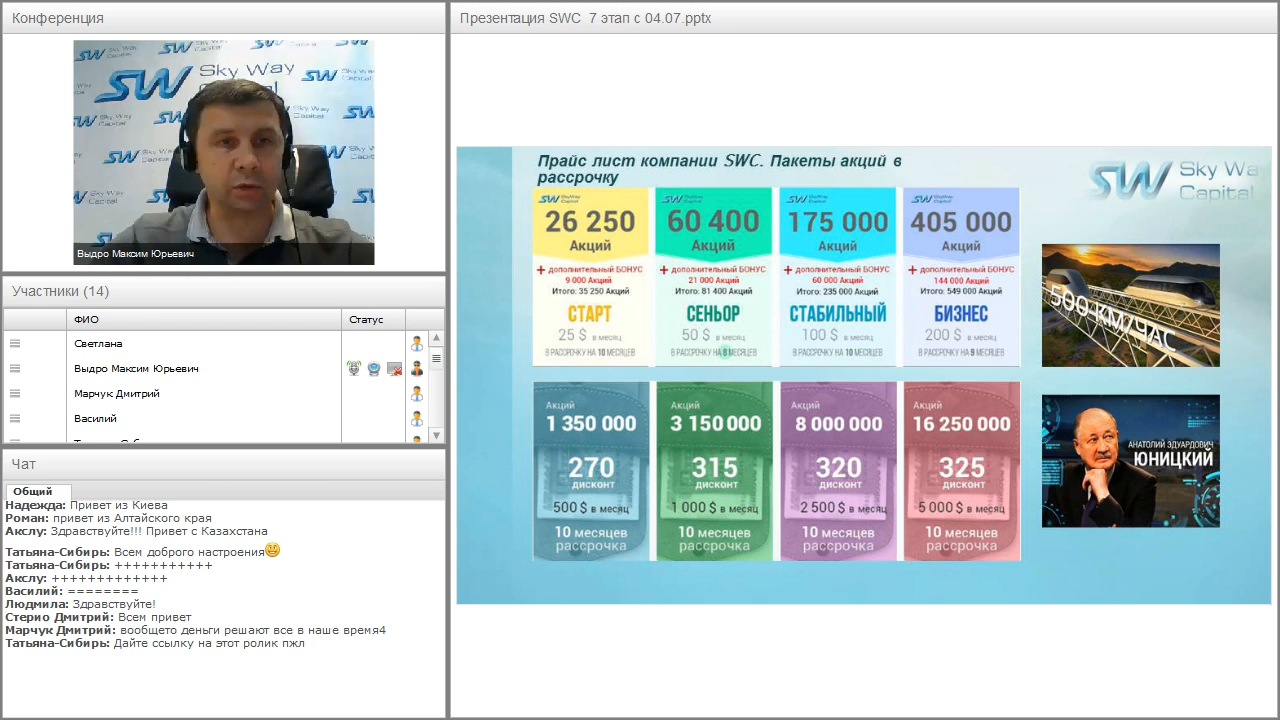 Конференция
SW Sky Way
Capital
Выдро Максим Юрьевич
Участники (14)
ФИО
Статус
Светлана
Выдро Максим Юрьевич
Марчук Дмитрий
Василий
Чат
Общий
Надежда: Привет из Киева
Роман: привет из Алтайского края
Акслу: Здравствуйте!!! Привет с Казахстана
Татьяна-Сибирь: Всем доброго настрrения
Татьяна-Сибирь: +++++++++++
Акслу: +++++++++++++
Василий: ========
Людмила: Здравствуйте!
Стерио Дмитрий: Всем привет
Марчук Дмитрий: вообщето деньги решают все в наше время4
Татьяна-Сибирь: Дайте ссылку на этот ролик пжл
Презентация SWC 7 этап с 04.07.pptx
Прайс лист компании SWC. Пакеты акций в
рассрочку
SW Sky Wa
Capital
26 250
Акций
+ дополнительный БОНУС
9 000 Акций
Итого: 35 250 Акций
СТАРТ
25 $ в месяц
В РАССРОЧКУ НА 10 МЕСЯЦЕВ
60 400
Акций
+ дополнительный БОНУС
21 000 Акций
Итого: 81 400 Акций
СЕНЬОР
50 $ в месяц
В РАССРОЧКУ НА 8 МЕСЯЦЕВ
175 000
Акций
+ дополнительный БОНУС
60 000 Акций
Итого: 235 000 Акций
СТАБИЛЬНЫЙ
100 $ в месяц
В РАССРОЧКУ НА 10 МЕСЯЦЕВ
405 000
Акций
+ дополнительный БОНУС
144 000 Акций
Итого: 549 000 Акций
БИЗНЕС
200 $ в месяц
В РАССРОЧКУ НА 9 МЕСЯЦЕВ
Акций
1 350 000
270
дисконт
500 $ в месяц
10 месяцев
рассрочка
Акций
3 150 000
315
дисконт
1 000 $ в месяц
10 месяцев
рассрочка
Акций
8 000 000
320
дисконт
2 500 $ в месяц
10 месяцев
рассрочка
Акций
16 250 000
325
дисконт
5 000 $ в месяц
10 месяцев
рассрочка
500 КМ/ЧАС
АНАТОЛИЙ ЭДУАРДОВИЧ
ЮНИЦКИЙ